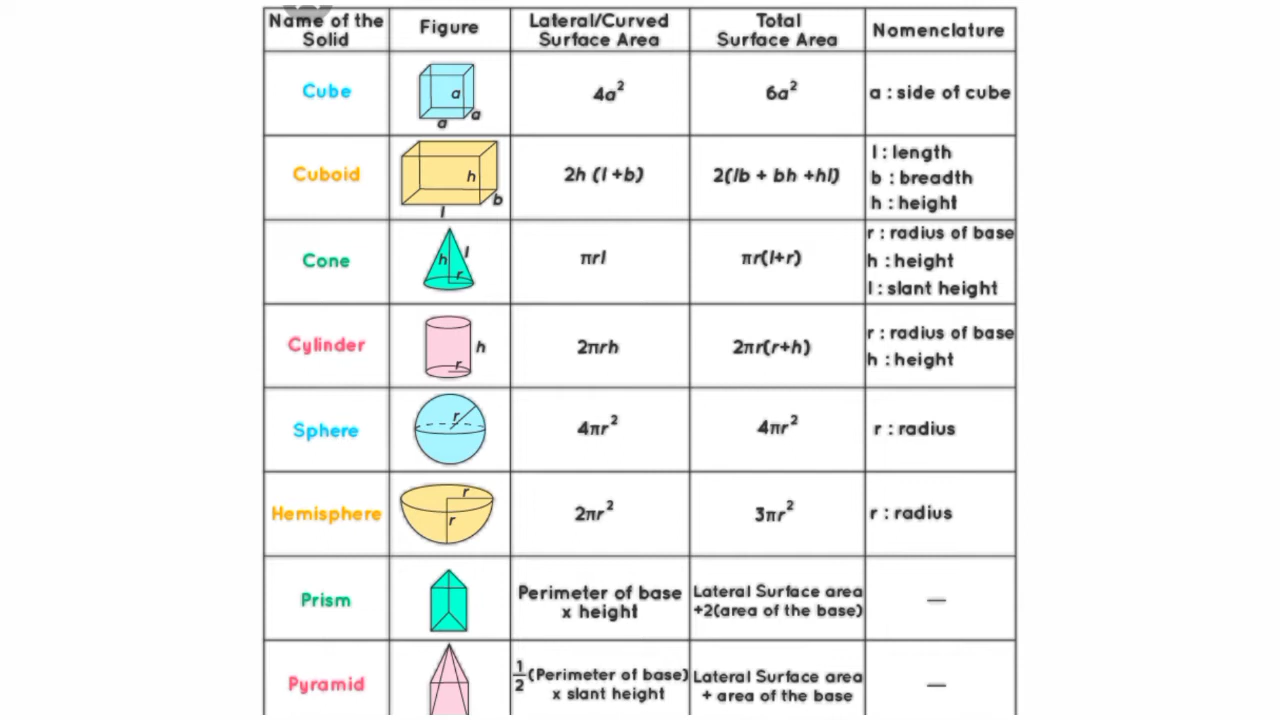 Name of the Solid
Figure
Lateral/Curved Surface Area
Total Surface Area
Nomenclature
Cube
a
a
a
4a²
6a²
a : side of cube
Cuboid
h
b
l
2h (l +b)
2(lb + bh +hl)
l : length
b : breadth
h : height
Cone
h
l
r
πrl
πr(l+r)
r : radius of base
h : height
l : slant height
Cylinder
h
r
2πrh
2πr(r+h)
r : radius of base
h : height
Sphere
r
4πr²
4πr²
r : radius
Hemisphere
r
r
2πr²
3πr²
r : radius
Prism
Perimeter of base
x height
Lateral Surface area
+2(area of the base)
—
Pyramid
1/2 (Perimeter of base)
x slant height
Lateral Surface area
+ area of the base
—